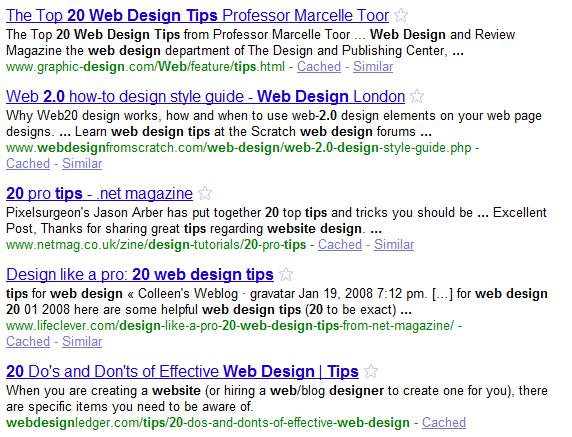 The Top 20 Web Design Tips Professor Marcelle Toor
The Top 20 Web Design Tips from Professor Marcelle Toor ... Web Design and Review
Magazine the web design department of The Design and Publishing Center, ...
www.graphic-design.com/Web/feature/tips.html - Cached - Similar
Web 2.0 how-to design style guide - Web Design London
Why Web20 design works, how and when to use web-2.0 design elements on your web page
designs. ... Learn web design tips at the Scratch web design forums ...
www.webdesignfromscratch.com/web-design/web-2.0-design-style-guide.php -
Cached - Similar
20 pro tips - .net magazine
Pixelsurgeon's Jason Arber has put together 20 top tips and tricks you should be ... Excellent
Post, Thanks for sharing great tips regarding website design. ...
www.netmag.co.uk/zine/design-tutorials/20-pro-tips - Cached - Similar
Design like a pro: 20 web design tips
tips for web design « Colleen's Weblog · gravatar Jan 19, 2008 7:12 pm. [...] for web design
20 01 2008 here are some helpful web design tips (20 to be exact) ...
www.lifeclever.com/design-like-a-pro-20-web-design-tips-from-net-magazine/ -
Cached - Similar
20 Do's and Don'ts of Effective Web Design | Tips
When you are creating a website (or hiring a web/blog designer to create one for you), there
are specific items you need to be aware of.
webdesignledger.com/tips/20-dos-and-donts-of-effective-web-design - Cached